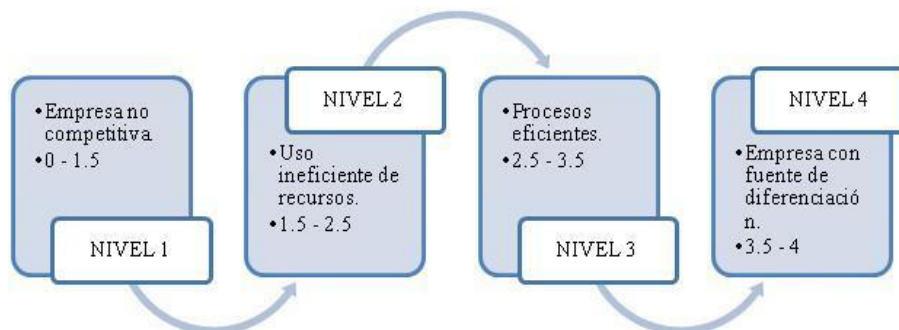 • Empresa no
competitiva.
• 0 - 1.5
NIVEL 1
NIVEL 2
• Uso
ineficiente de
recursos.
• 1.5 - 2.5
• Procesos
eficientes.
• 2.5 - 3.5
NIVEL 3
NIVEL 4
• Empresa con
fuente de
diferenciació
n.
• 3.5 - 4